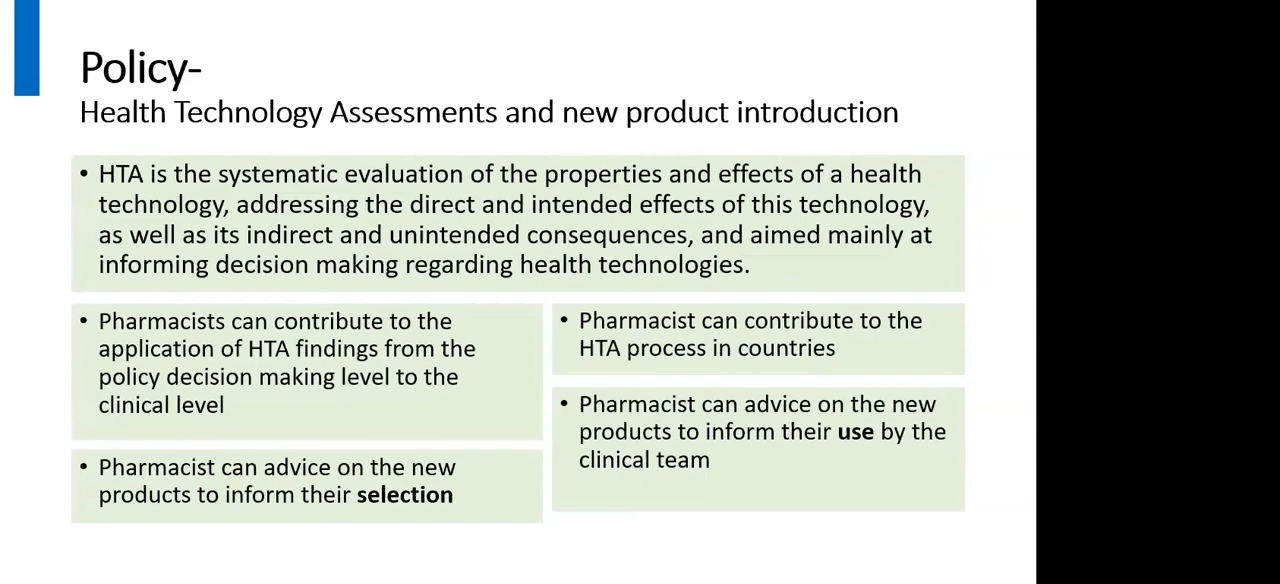 Policy-
Health Technology Assessments and new product introduction
• HTA is the systematic evaluation of the properties and effects of a health
technology, addressing the direct and intended effects of this technology,
as well as its indirect and unintended consequences, and aimed mainly at
informing decision making regarding health technologies.
• Pharmacists can contribute to the
application of HTA findings from the
policy decision making level to the
clinical level
• Pharmacist can advice on the new
products to inform their selection
• Pharmacist can contribute to the
HTA process in countries
• Pharmacist can advice on the new
products to inform their use by the
clinical team